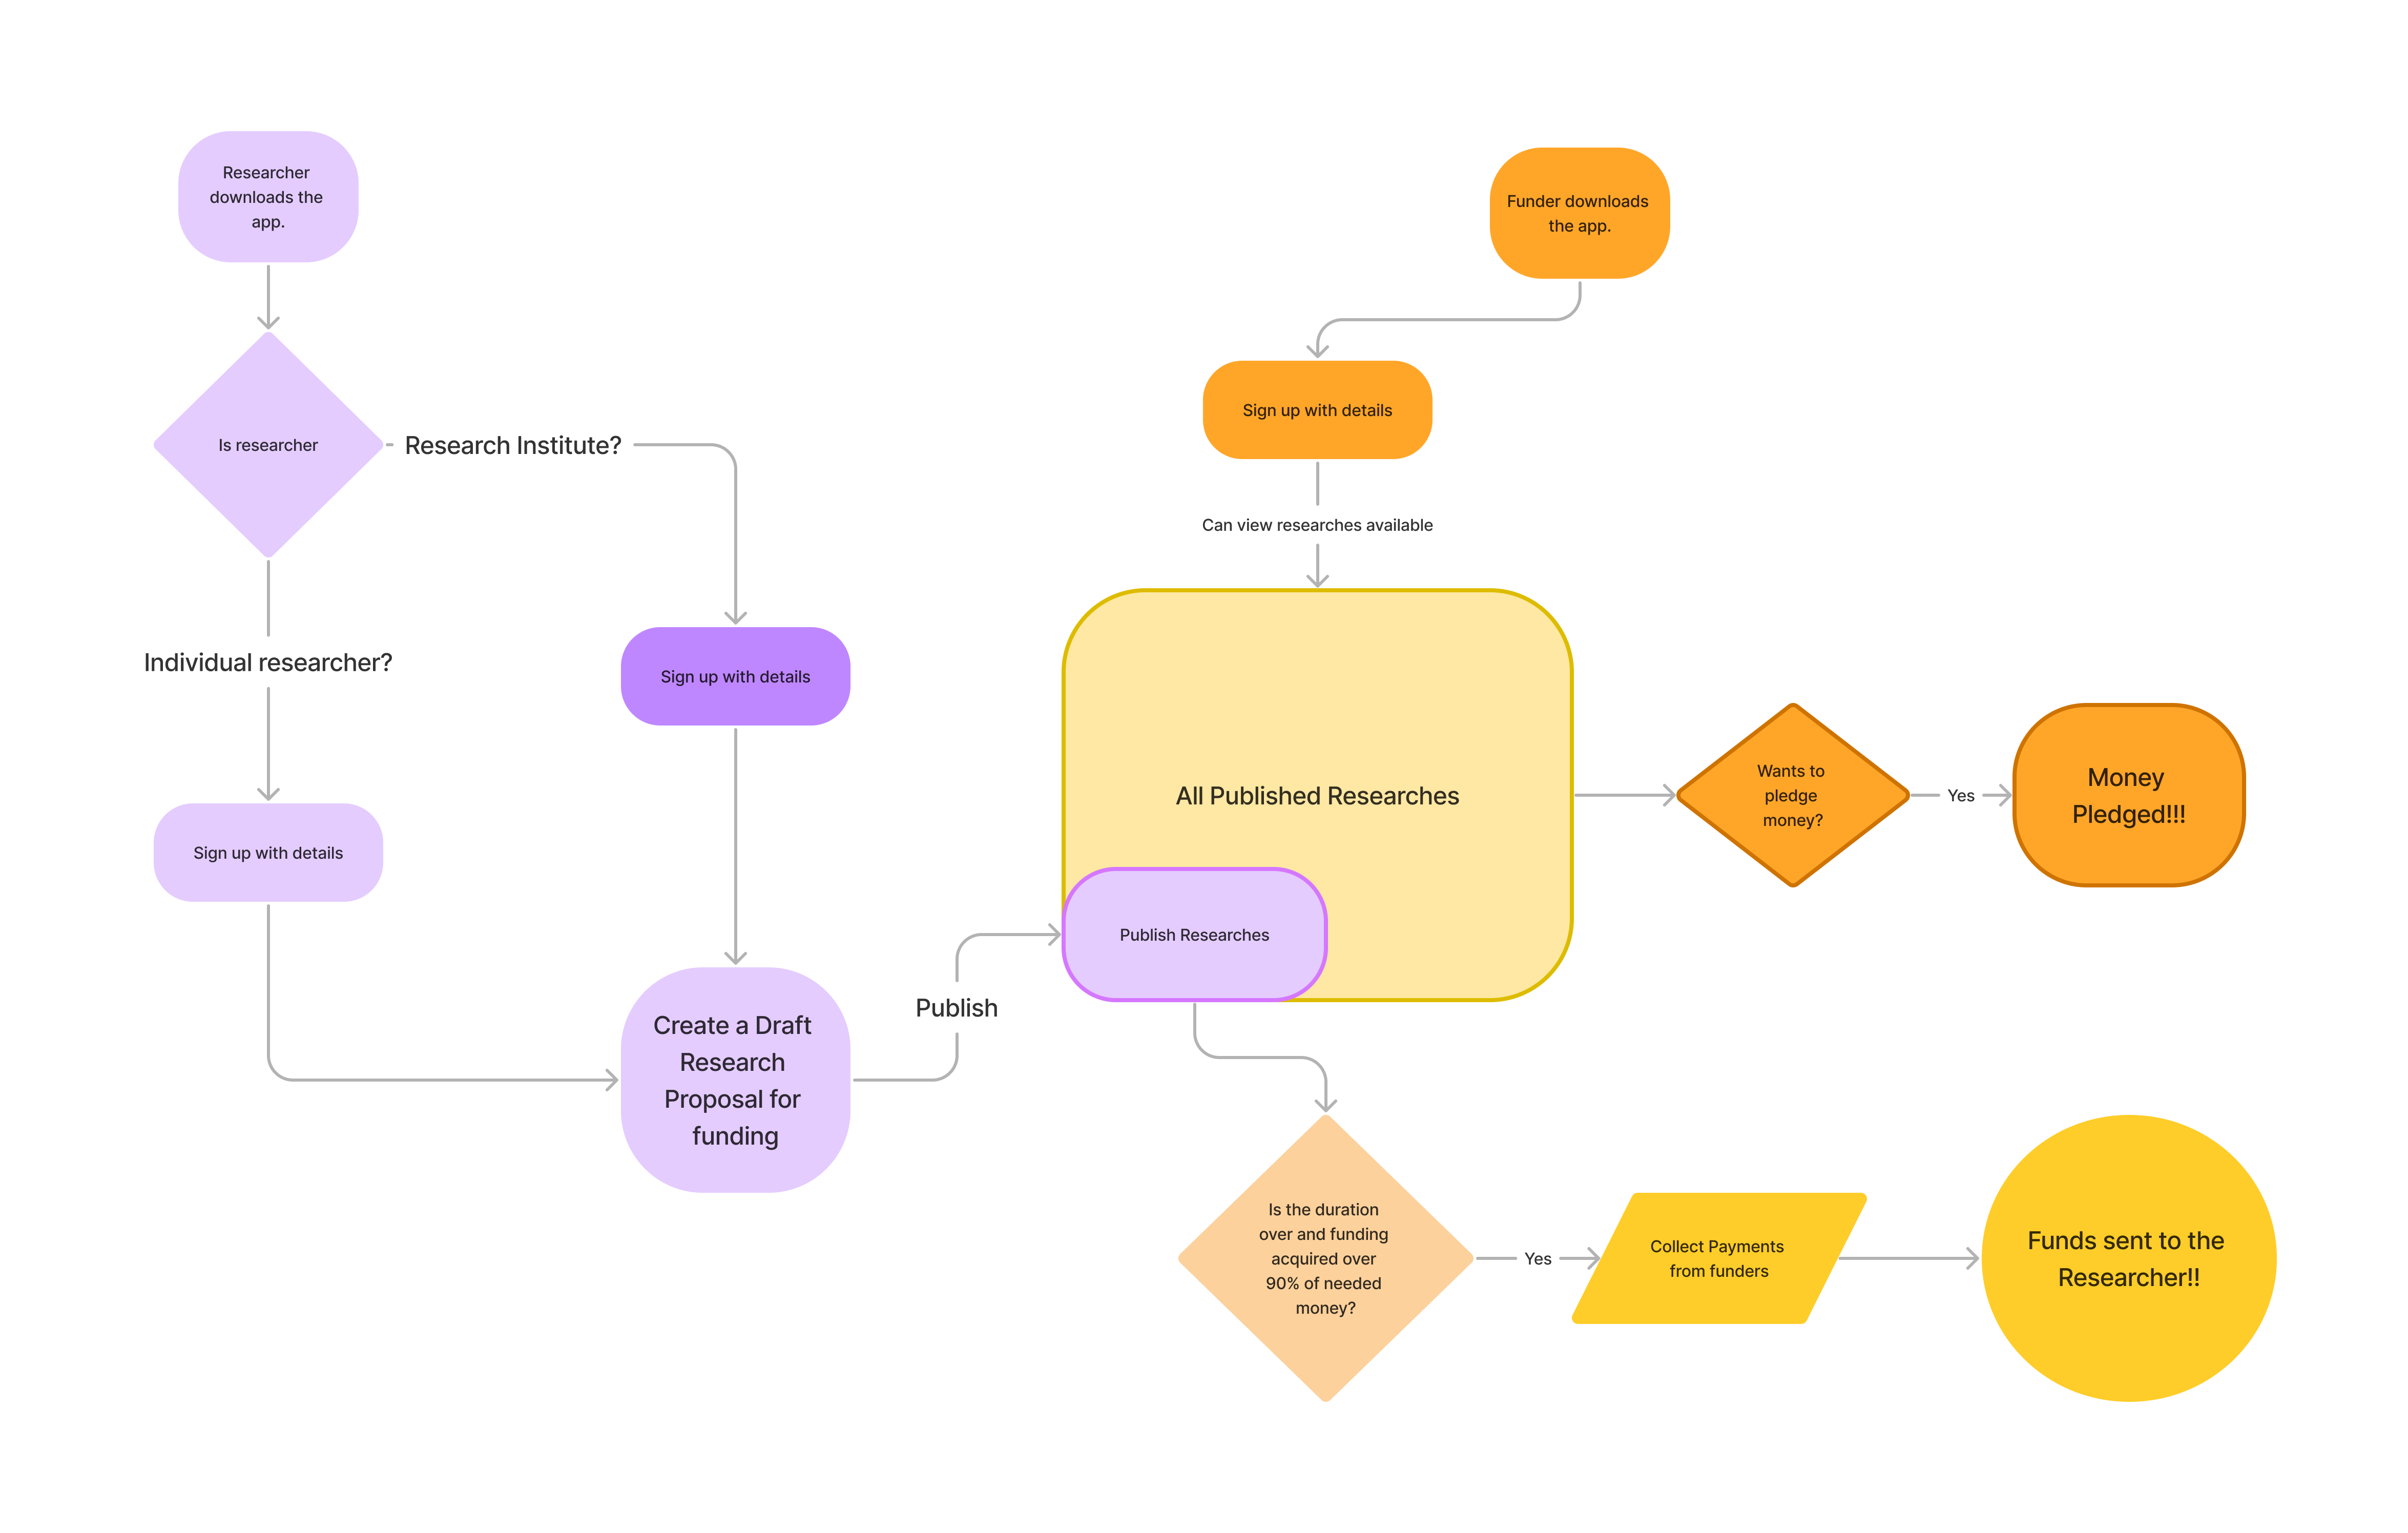 Researcher
downloads the
app.
Is researcher
Research Institute?
Individual researcher?
Sign up with details
Sign up with details
Create a Draft
Research
Proposal for
funding
Publish
Funder downloads
the app.
Sign up with details
Can view researches available
All Published Researches
Publish Researches
Wants to
pledge
money?
Yes
Money
Pledged!!!
Is the duration
over and funding
acquired over
90% of needed
money?
Yes
Collect Payments
from funders
Funds sent to the
Researcher!!